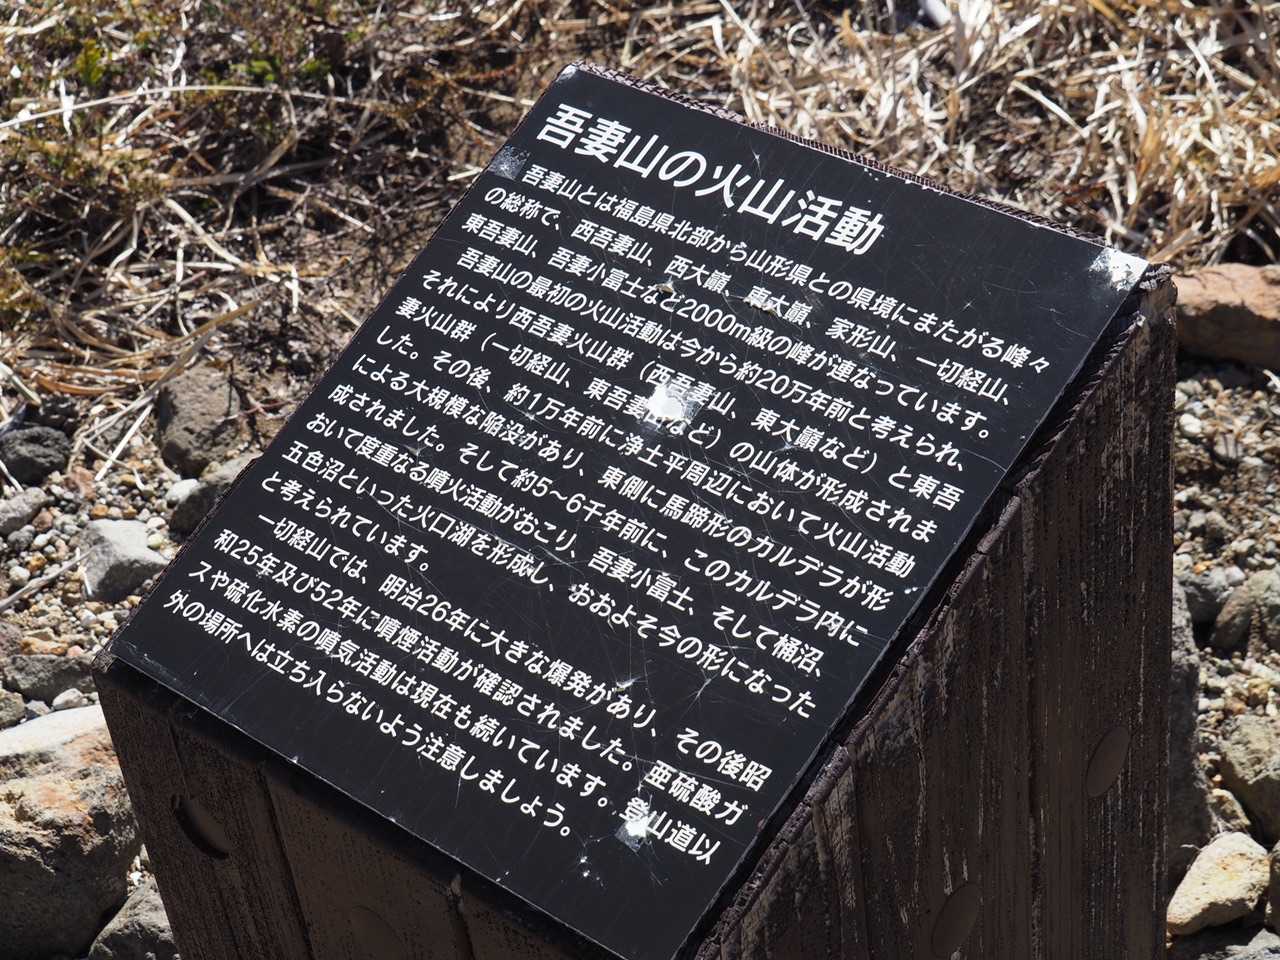 吾妻山の火山活動
吾妻山とは福島県北部から山形県との県境にまたがる峰々
の総称で、西吾妻山、西大巓、東大巓、家形山、一切経山、
東吾妻山、吾妻小富士など2000m級の峰が連なっています。
吾妻山の最初の火山活動は今から約20万年前と考えられ、
それにより西吾妻火山群（西吾妻山、東大巓など）と東吾
妻火山群（一切経山、東吾妻山など）の山体が形成されま
した。その後、約1万年前に浄土平周辺において火山活動
による大規模な陥没があり、東側に馬蹄形のカルデラが形
成されました。そして約5～6千年前に、このカルデラ内に
おいて度重なる噴火活動がおこり、吾妻小富士、そして桶沼、
五色沼といった火口湖を形成し、おおよそ今の形になった
と考えられています。
一切経山では、明治26年に大きな爆発があり、その後昭
和25年及び52年に噴煙活動が確認されました。亜硫酸ガ
スや硫化水素の噴気活動は現在も続いています。登山道以
外の場所へは立ち入らないよう注意しましょう。